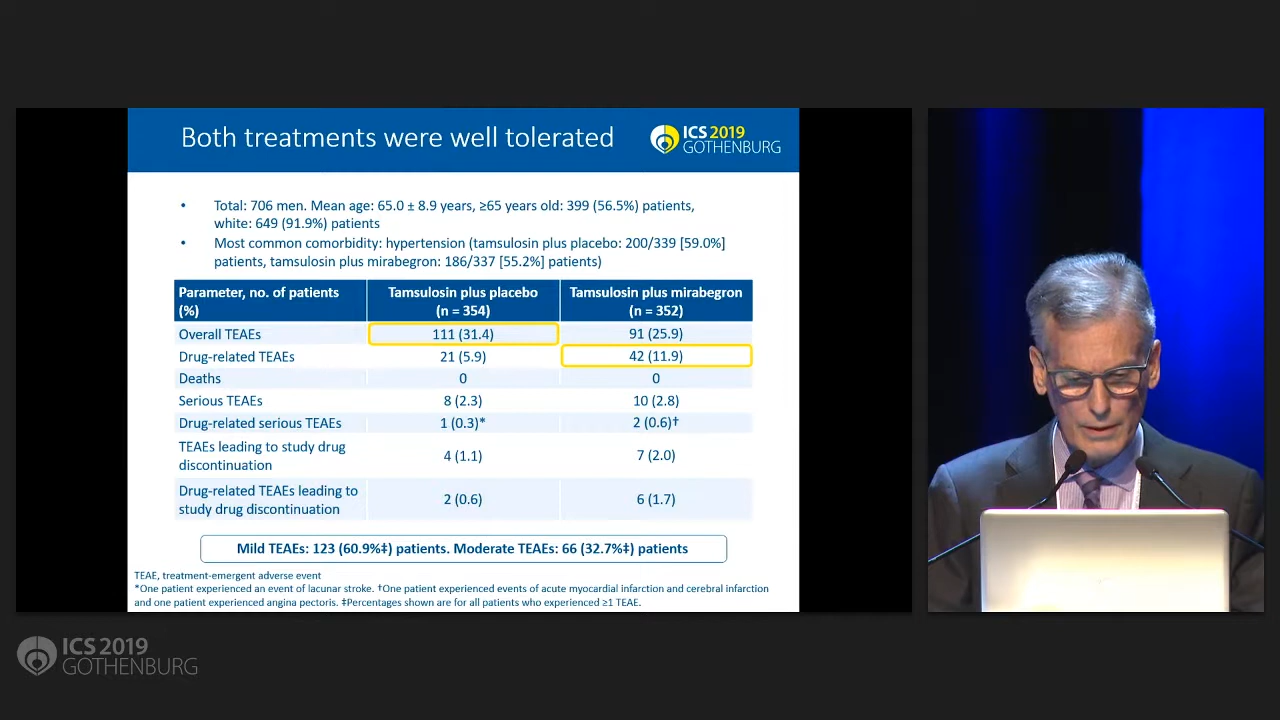 Both treatments were well tolerated
ICS 2019
GOTHENBURG
• Total: 706 men. Mean age: 65.0 ± 8.9 years, ≥65 years old: 399 (56.5%) patients,
white: 649 (91.9%) patients
• Most common comorbidity: hypertension (tamsulosin plus placebo: 200/339 [59.0%]
patients, tamsulosin plus mirabegron: 186/337 [55.2%] patients)
Parameter, no. of patients (%) Tamsulosin plus placebo (n = 354) Tamsulosin plus mirabegron (n = 352)
Overall TEAEs 111 (31.4) 91 (25.9)
Drug-related TEAEs 21 (5.9) 42 (11.9)
Deaths 0 0
Serious TEAEs 8 (2.3) 10 (2.8)
Drug-related serious TEAEs 1 (0.3)* 2 (0.6)†
TEAEs leading to study drug discontinuation 4 (1.1) 7 (2.0)
Drug-related TEAEs leading to study drug discontinuation 2 (0.6) 6 (1.7)
Mild TEAEs: 123 (60.9%‡) patients. Moderate TEAEs: 66 (32.7%‡) patients
TEAE, treatment-emergent adverse event
*One patient experienced an event of lacunar stroke. †One patient experienced events of acute myocardial infarction and cerebral infarction
and one patient experienced angina pectoris. ‡Percentages shown are for all patients who experienced ≥1 TEAE.
ICS 2019
GOTHENBURG